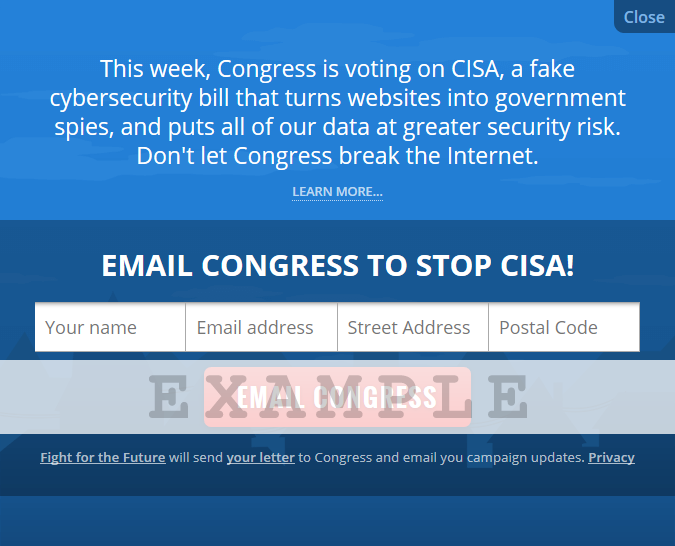 Close
This week, Congress is voting on CISA, a fake
cybersecurity bill that turns websites into government
spies, and puts all of our data at greater security risk.
Don't let Congress break the Internet.
LEARN MORE...
EMAIL CONGRESS TO STOP CISA!
Your name Email address Street Address Postal Code
EMAIL CONGRESS
EXAMPLE
Fight for the Future will send your letter to Congress and email you campaign updates. Privacy